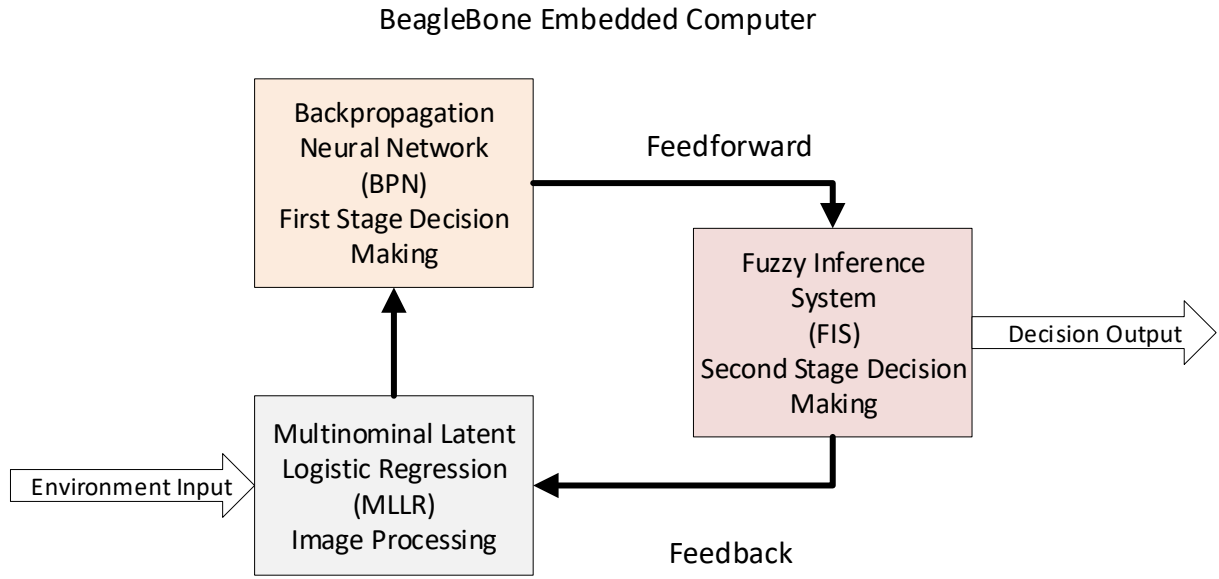 BeagleBone Embedded Computer
Backpropagation
Neural Network
(BPN)
First Stage Decision
Making
Feedforward
Fuzzy Inference
System
(FIS)
Second Stage Decision
Making
Decision Output
Multinominal Latent
Logistic Regression
(MLLR)
Image Processing
Environment Input
Feedback